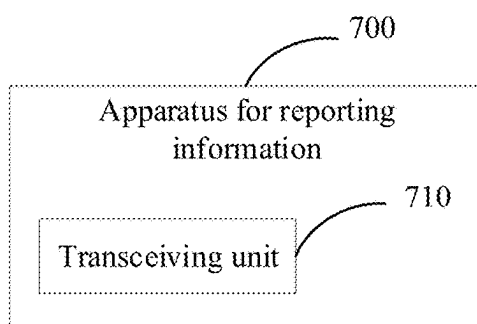 700
Apparatus for reporting
information
710
Transceiving unit